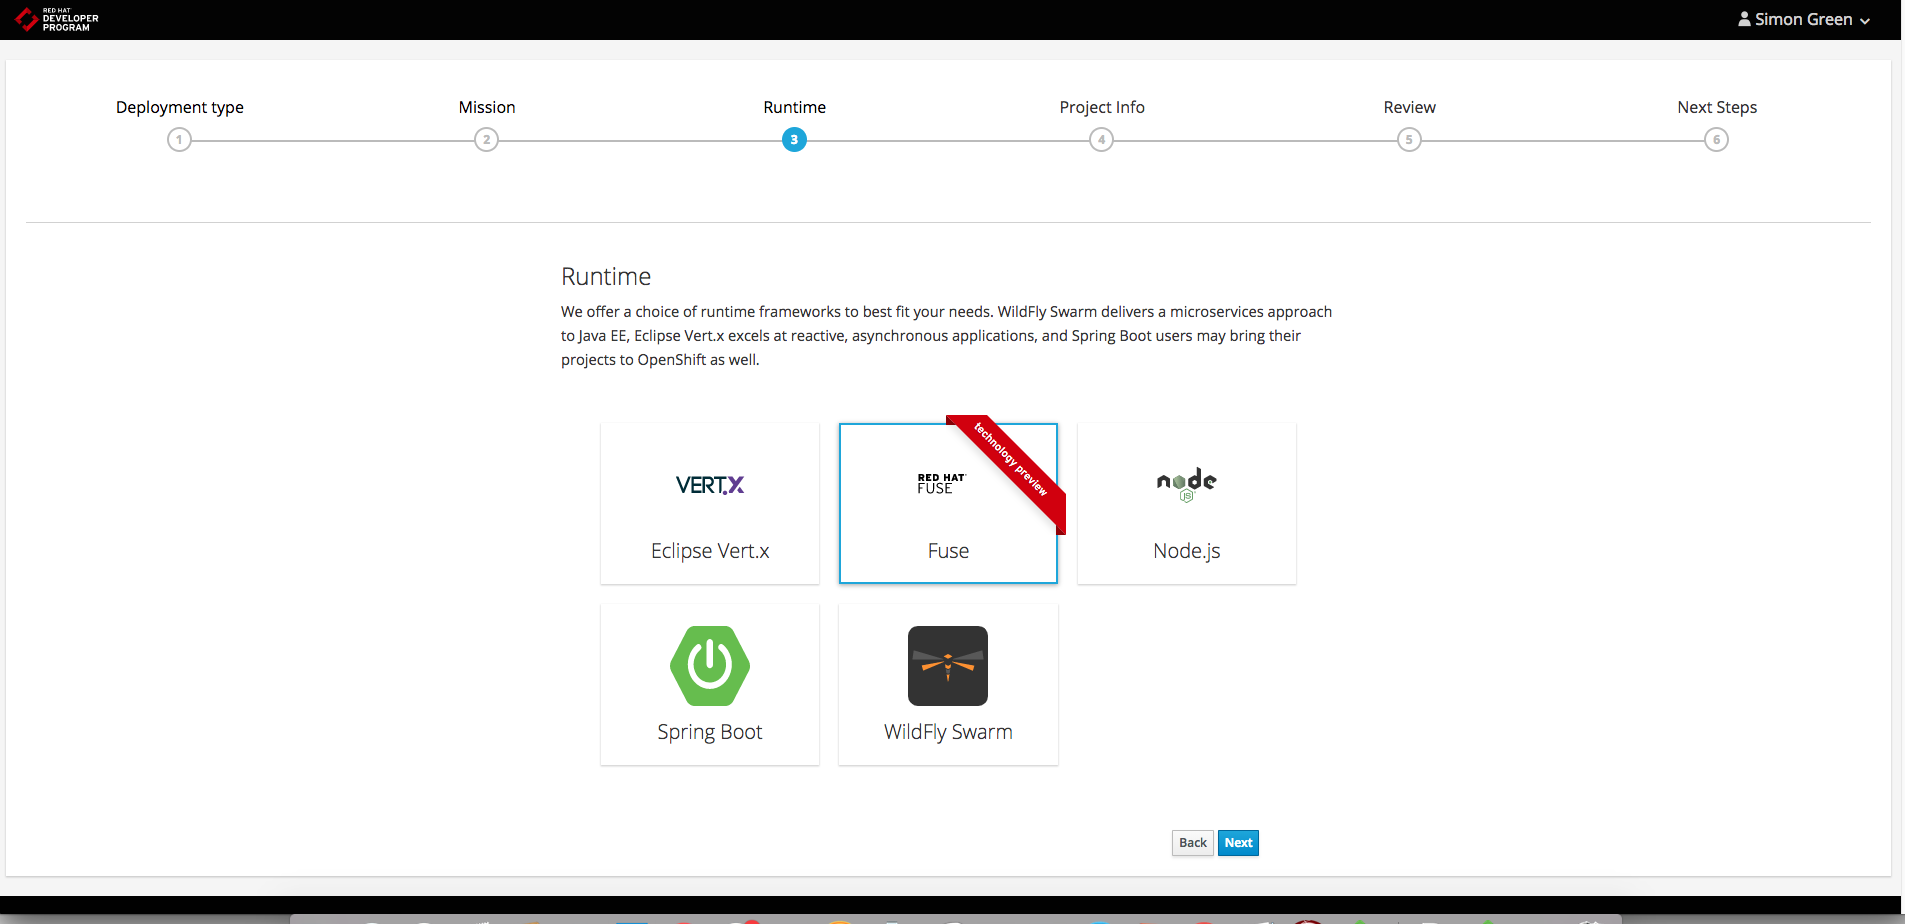 RED HAT
DEVELOPER
PROGRAM
Simon Green
Deployment type
Mission
Runtime
Project Info
Review
Next Steps
1
2
3
4
5
6
Runtime
We offer a choice of runtime frameworks to best fit your needs. WildFly Swarm delivers a microservices approach
to Java EE, Eclipse Vert.x excels at reactive, asynchronous applications, and Spring Boot users may bring their
projects to OpenShift as well.
VERT.X
Eclipse Vert.x
RED HAT
FUSE
technology preview
Fuse
node
JS
Node.js
Spring Boot
WildFly Swarm
Back
Next